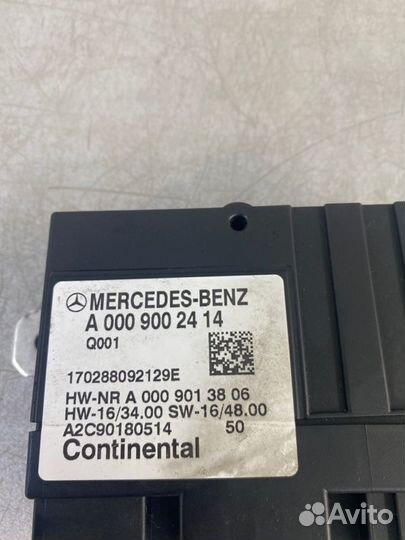 MERCEDES-BENZ
A 000 900 24 14
Q001
170288092129E
HW-NR A 000 901 38 06
HW-16/34.00 SW-16/48.00
A2C90180514 50
Continental
Avito